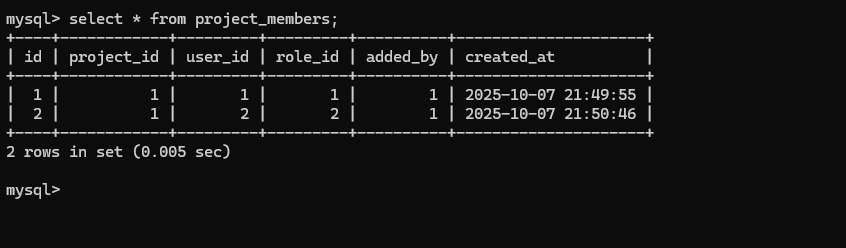 mysql> select * from project_members;
+----+------------+---------+---------+----------+---------------------+
| id | project_id | user_id | role_id | added_by | created_at          |
+----+------------+---------+---------+----------+---------------------+
|  1 |          1 |       1 |       1 |        1 | 2025-10-07 21:49:55 |
|  2 |          1 |       2 |       2 |        1 | 2025-10-07 21:50:46 |
+----+------------+---------+---------+----------+---------------------+
2 rows in set (0.005 sec)

mysql>